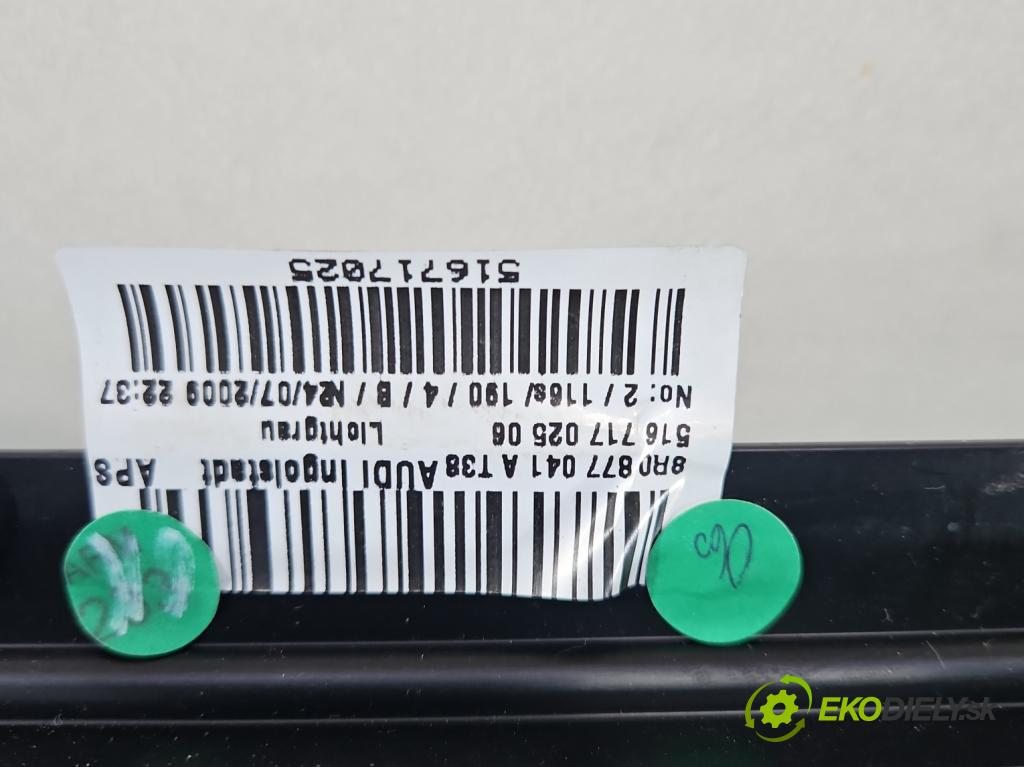 8R0 877 041 A T38 AUDI Ingolstadt APS
516 717 025 06 Lichtgrau
No: 2 / 116s/ 190 / 4 / B / N24/07/2009 22:37
516717025
EKODIELY.sk